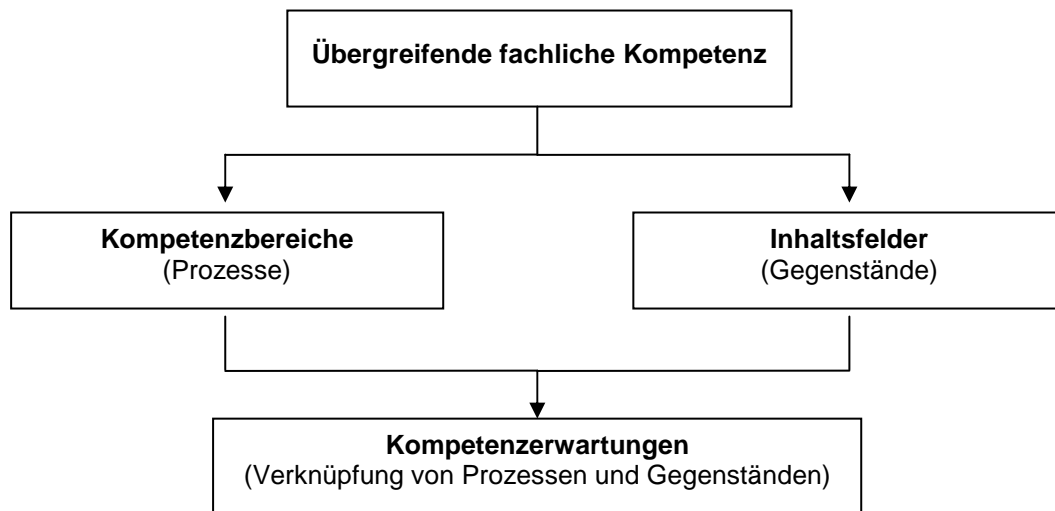 Übergreifende fachliche Kompetenz
Kompetenzbereiche
(Prozesse)
Inhaltsfelder
(Gegenstände)
Kompetenzerwartungen
(Verknüpfung von Prozessen und Gegenständen)